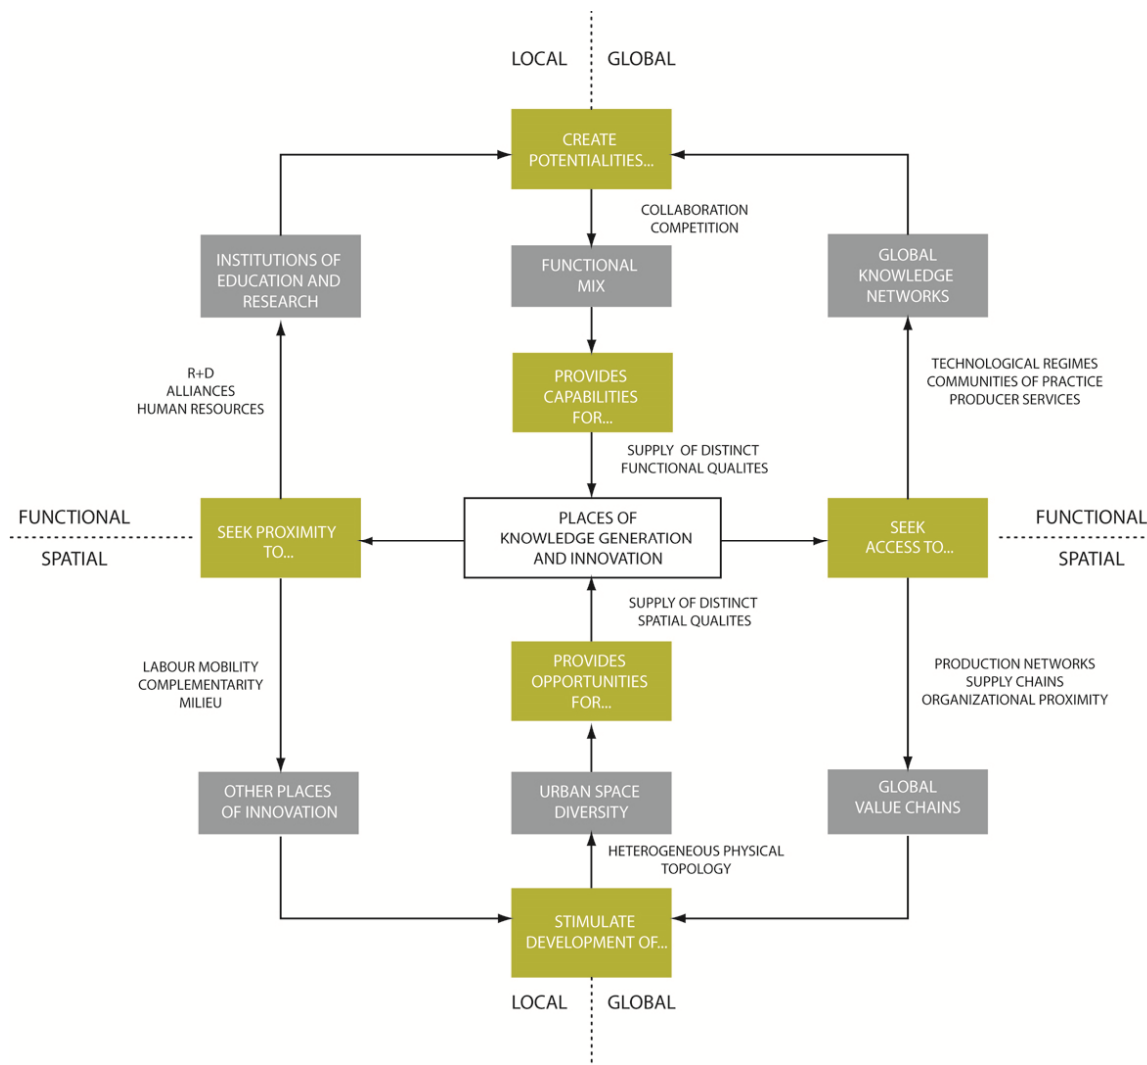 LOCAL
GLOBAL
CREATE
POTENTIALITIES...
COLLABORATION
COMPETITION
INSTITUTIONS OF
EDUCATION AND
RESEARCH
FUNCTIONAL
MIX
GLOBAL
KNOWLEDGE
NETWORKS
R+D
ALLIANCES
HUMAN RESOURCES
PROVIDES
CAPABILITIES
FOR...
TECHNOLOGICAL REGIMES
COMMUNITIES OF PRACTICE
PRODUCER SERVICES
SUPPLY OF DISTINCT
FUNCTIONAL QUALITES
FUNCTIONAL
SPATIAL
SEEK PROXIMITY
TO...
PLACES OF
KNOWLEDGE GENERATION
AND INNOVATION
SEEK
ACCESS TO...
FUNCTIONAL
SPATIAL
SUPPLY OF DISTINCT
SPATIAL QUALITES
LABOUR MOBILITY
COMPLEMENTARITY
MILIEU
PROVIDES
OPPORTUNITIES
FOR...
PRODUCTION NETWORKS
SUPPLY CHAINS
ORGANIZATIONAL PROXIMITY
OTHER PLACES
OF INNOVATION
URBAN SPACE
DIVERSITY
GLOBAL
VALUE CHAINS
HETEROGENEOUS PHYSICAL
TOPOLOGY
STIMULATE
DEVELOPMENT OF...
LOCAL
GLOBAL